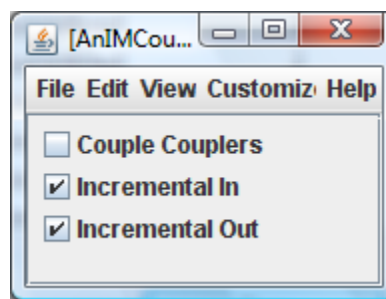 [AnIMCou...
File Edit View Customiz Help
Couple Couplers
Incremental In
Incremental Out